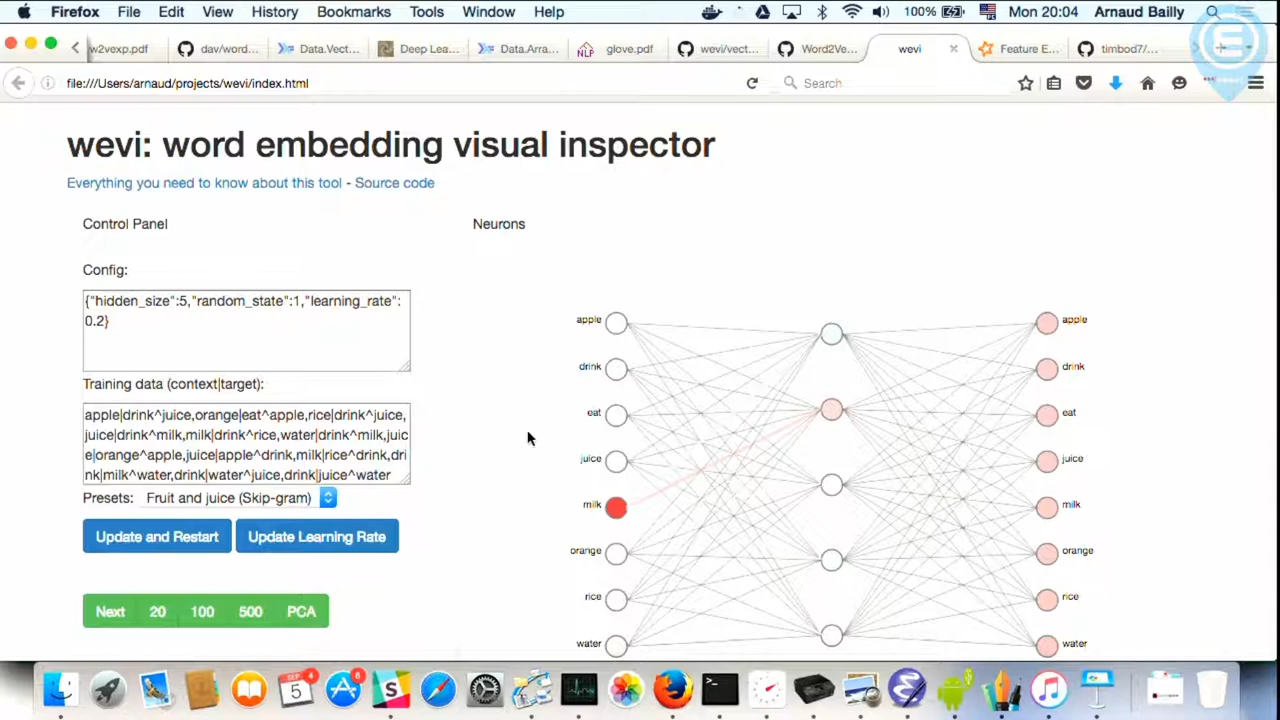 Firefox File Edit View History Bookmarks Tools Window Help 100% Mon 20:04 Arnaud Bailly
w2vexp.pdf dav/word... Data.Vect... Deep Lea... Data.Arra... NLP glove.pdf wevi/vect... Word2Ve... wevi Feature E... timbod7/...
file:///Users/arnaud/projects/wevi/index.html Search
wevi: word embedding visual inspector
Everything you need to know about this tool - Source code
Control Panel Neurons
Config:
{"hidden_size":5,"random_state":1,"learning_rate":
0.2}
Training data (context|target):
apple|drink^juice,orange|eat^apple,rice|drink^juice,
juice|drink^milk,milk|drink^rice,water|drink^milk,juic
e|orange^apple,juice|apple^drink,milk|rice^drink,dri
nk|milk^water,drink|water^juice,drink|juice^water
Presets: Fruit and juice (Skip-gram)
Update and Restart Update Learning Rate
Next 20 100 500 PCA
apple apple
drink drink
eat eat
juice juice
milk milk
orange orange
rice rice
water water
SEP 5 4 6